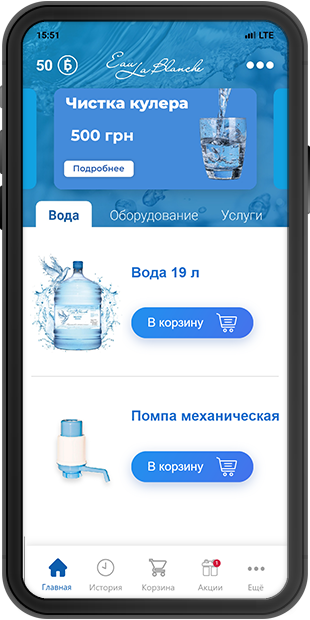 15:51
LTE
50 Б
Eau
La Blanche
Чистка кулера
500 грн
Подробнее
Вода Оборудование Услуги
Вода 19 л
В корзину
Помпа механическая
В корзину
1
Главная История Корзина Акции Ещё